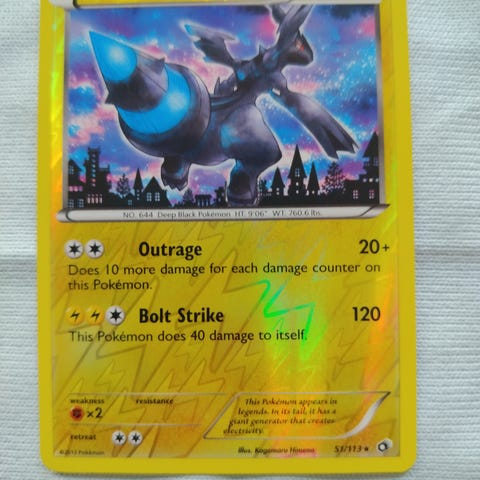 NO. 644 Deep Black Pokémon HT: 9'06" WT: 760.6 lbs.
Outrage 20+
Does 10 more damage for each damage counter on
this Pokémon.
Bolt Strike 120
This Pokémon does 40 damage to itself.
weakness resistance
×2
This Pokémon appears in
legends. In its tail, it has a
giant generator that creates
electricity.
retreat
©2013 Pokémon
Illus. Kagemaru Himeno
51/113★